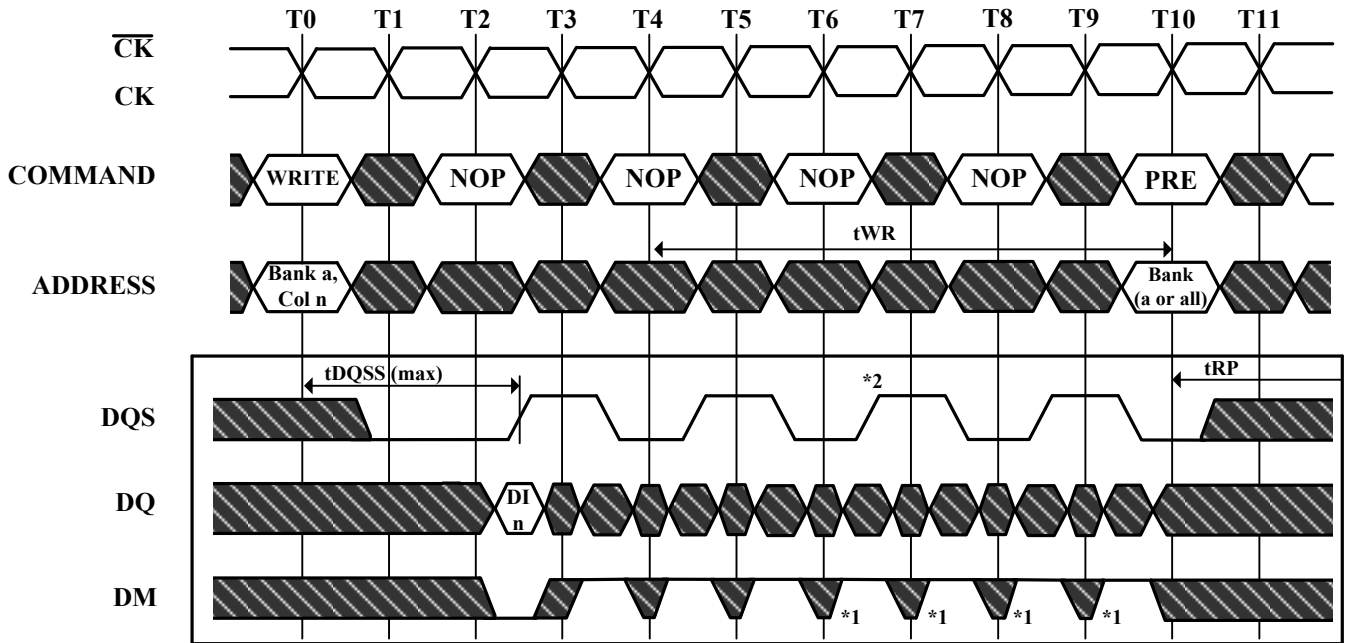 T0 T1 T2 T3 T4 T5 T6 T7 T8 T9 T10 T11
CK
CK
COMMAND
WRITE NOP NOP NOP NOP PRE
tWR
ADDRESS
Bank a,
Col n
Bank
(a or all)
tDQSS (max)
*2
tRP
DQS
DQ
DI
n
DM
*1 *1 *1 *1